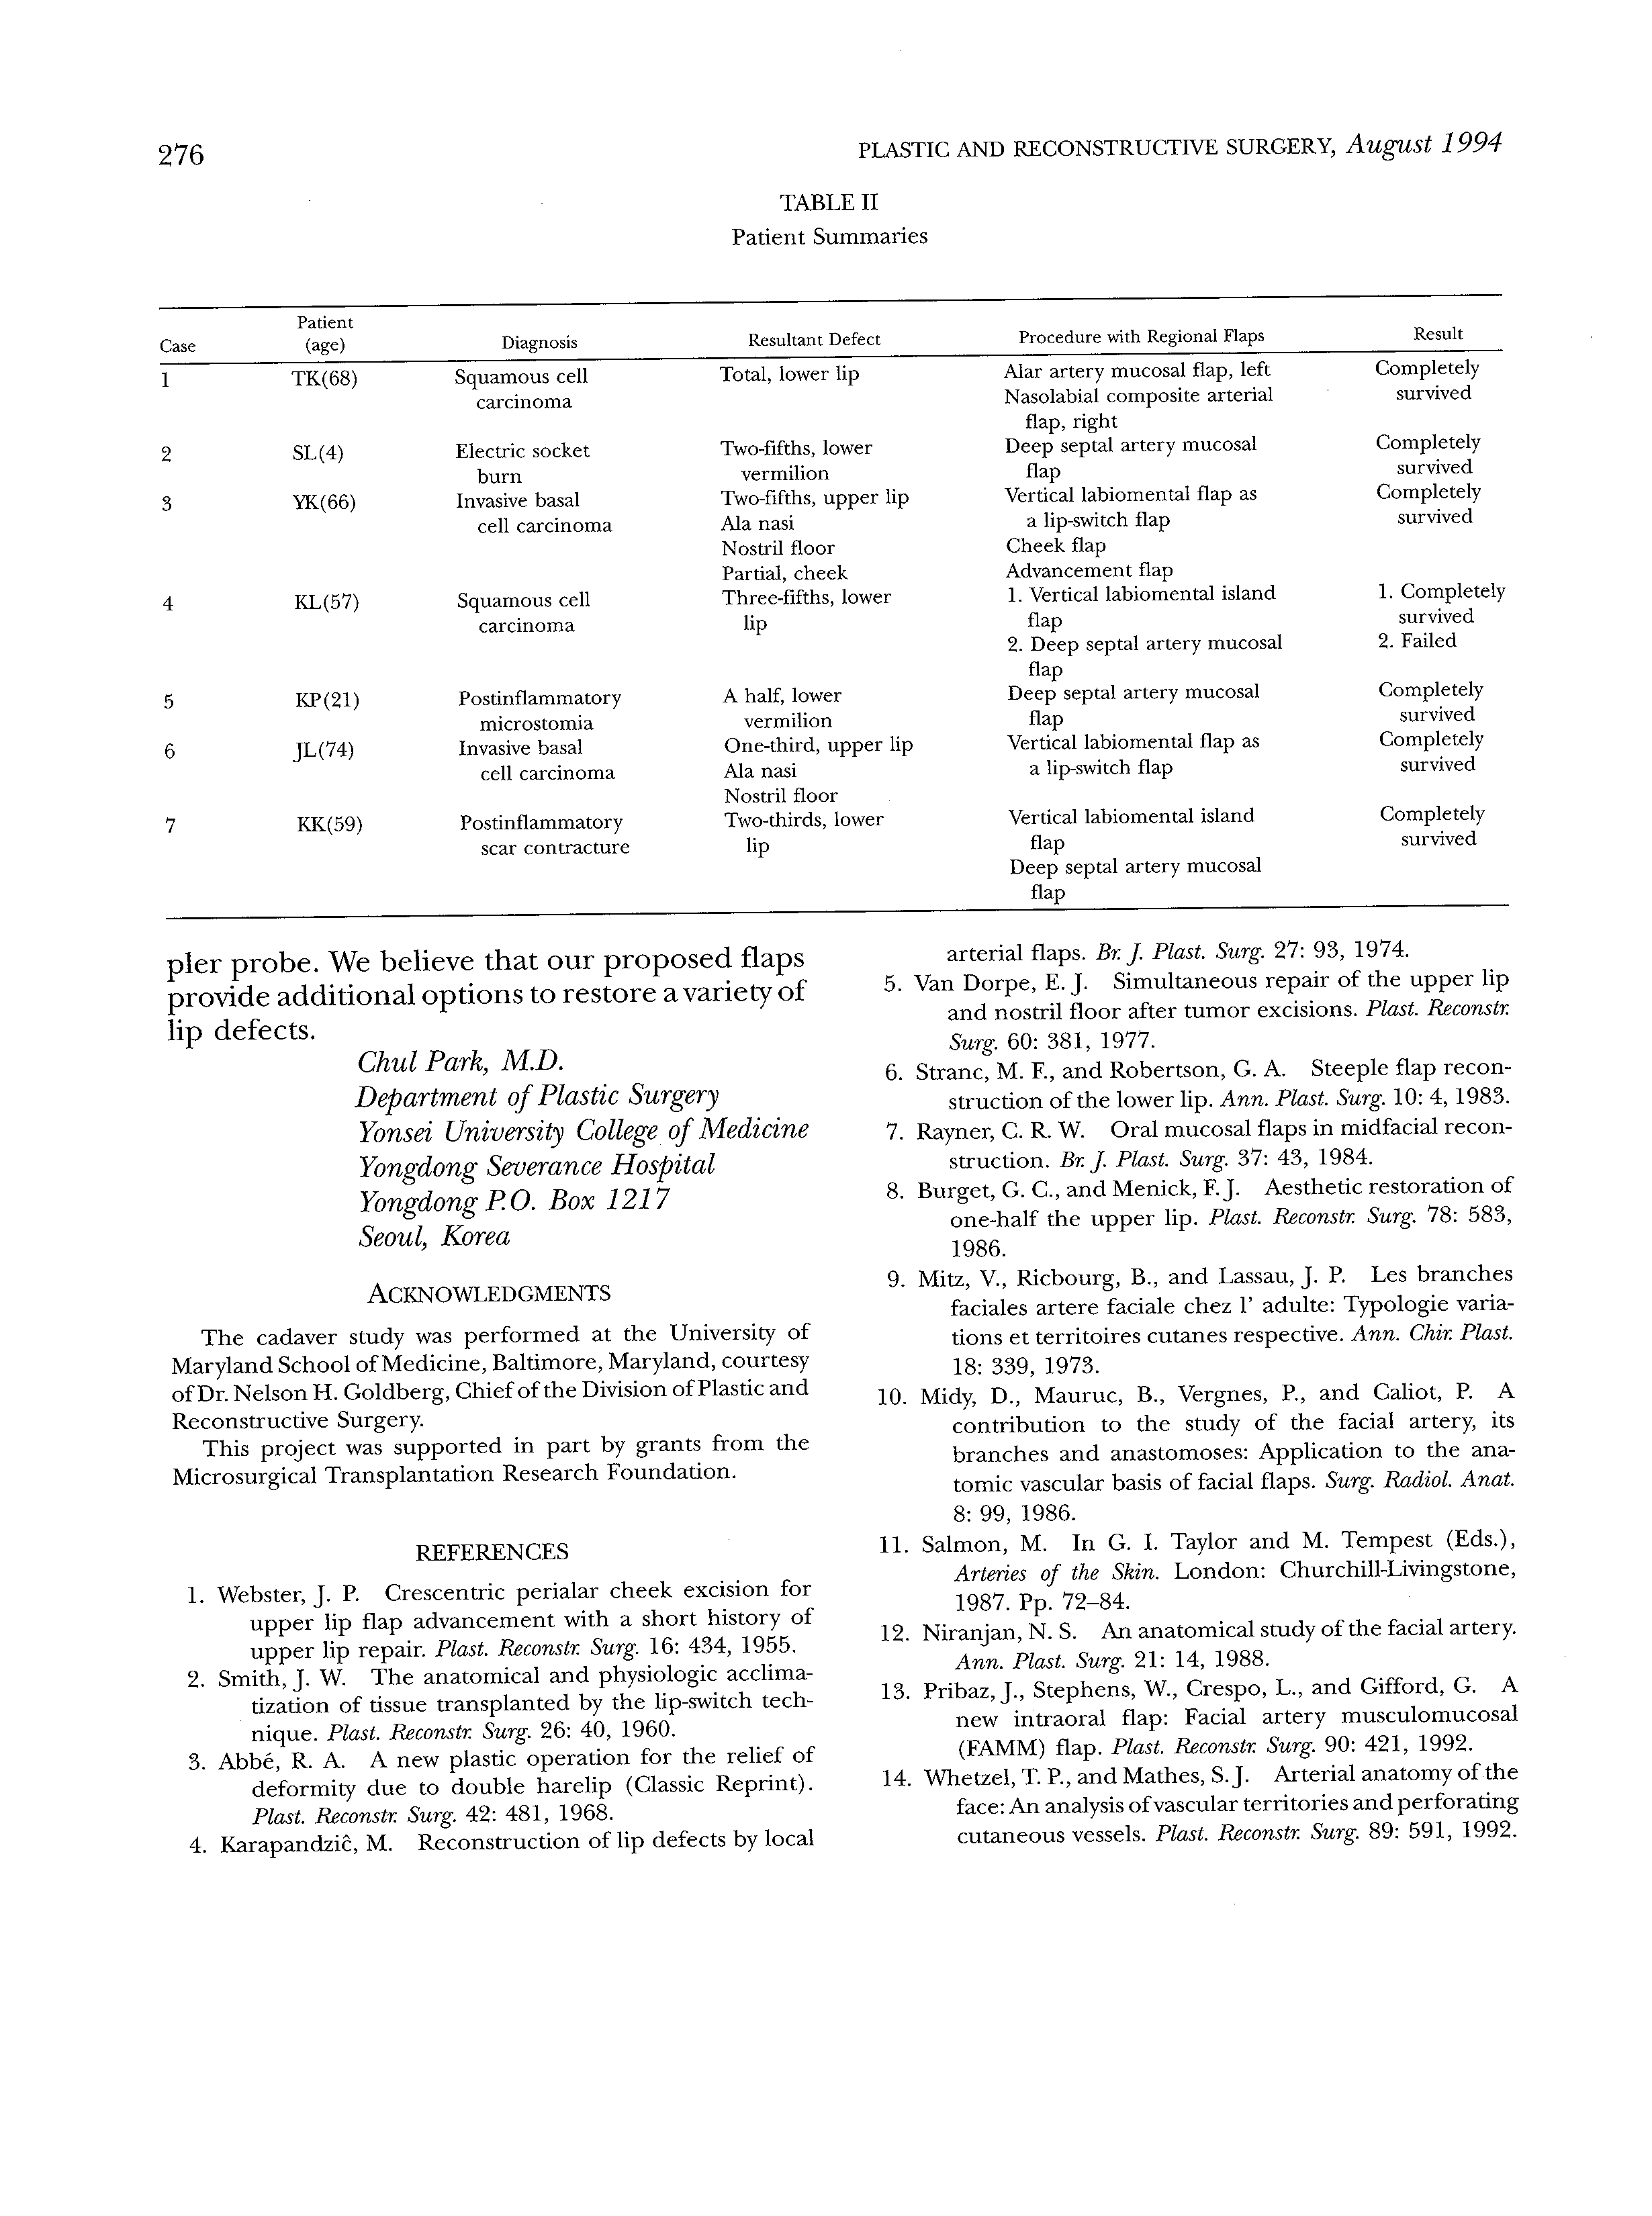 276
PLASTIC AND RECONSTRUCTIVE SURGERY, August 1994
TABLE II
Patient Summaries
Case Patient (age) Diagnosis Resultant Defect Procedure with Regional Flaps Result
1 TK(68) Squamous cell Total, lower lip Alar artery mucosal flap, left Completely
carcinoma Nasolabial composite arterial survived
flap, right
2 SL(4) Electric socket Two-fifths, lower Deep septal artery mucosal Completely
burn vermilion flap survived
3 YK(66) Invasive basal Two-fifths, upper lip Vertical labiomental flap as Completely
cell carcinoma Ala nasi a lip-switch flap survived
Nostril floor Cheek flap
Partial, cheek Advancement flap
4 KL(57) Squamous cell Three-fifths, lower 1. Vertical labiomental island 1. Completely
carcinoma lip flap survived
2. Deep septal artery mucosal 2. Failed
flap
5 KP(21) Postinflammatory A half, lower Deep septal artery mucosal Completely
microstomia vermilion flap survived
6 JL(74) Invasive basal One-third, upper lip Vertical labiomental flap as Completely
cell carcinoma Ala nasi a lip-switch flap survived
Nostril floor
7 KK(59) Postinflammatory Two-thirds, lower Vertical labiomental island Completely
scar contracture lip flap survived
Deep septal artery mucosal
flap
pler probe. We believe that our proposed flaps
provide additional options to restore a variety of
lip defects.
Chul Park, M.D.
Department of Plastic Surgery
Yonsei University College of Medicine
Yongdong Severance Hospital
Yongdong P.O. Box 1217
Seoul, Korea
ACKNOWLEDGMENTS
The cadaver study was performed at the University of
Maryland School of Medicine, Baltimore, Maryland, courtesy
of Dr. Nelson H. Goldberg, Chief of the Division of Plastic and
Reconstructive Surgery.
This project was supported in part by grants from the
Microsurgical Transplantation Research Foundation.
REFERENCES
1. Webster, J. P. Crescentric perialar cheek excision for
upper lip flap advancement with a short history of
upper lip repair. Plast. Reconstr. Surg. 16: 434, 1955.
2. Smith, J. W. The anatomical and physiologic acclima-
tization of tissue transplanted by the lip-switch tech-
nique. Plast. Reconstr. Surg. 26: 40, 1960.
3. Abbé, R. A. A new plastic operation for the relief of
deformity due to double harelip (Classic Reprint).
Plast. Reconstr. Surg. 42: 481, 1968.
4. Karapandziĉ, M. Reconstruction of lip defects by local
arterial flaps. Br. J. Plast. Surg. 27: 93, 1974.
5. Van Dorpe, E. J. Simultaneous repair of the upper lip
and nostril floor after tumor excisions. Plast. Reconstr.
Surg. 60: 381, 1977.
6. Stranc, M. F., and Robertson, G. A. Steeple flap recon-
struction of the lower lip. Ann. Plast. Surg. 10: 4, 1983.
7. Rayner, C. R. W. Oral mucosal flaps in midfacial recon-
struction. Br. J. Plast. Surg. 37: 43, 1984.
8. Burget, G. C., and Menick, F. J. Aesthetic restoration of
one-half the upper lip. Plast. Reconstr. Surg. 78: 583,
1986.
9. Mitz, V., Ricbourg, B., and Lassau, J. P. Les branches
faciales artere faciale chez l' adulte: Typologie varia-
tions et territoires cutanes respective. Ann. Chir. Plast.
18: 339, 1973.
10. Midy, D., Mauruc, B., Vergnes, P., and Caliot, P. A
contribution to the study of the facial artery, its
branches and anastomoses: Application to the ana-
tomic vascular basis of facial flaps. Surg. Radiol. Anat.
8: 99, 1986.
11. Salmon, M. In G. I. Taylor and M. Tempest (Eds.),
Arteries of the Skin. London: Churchill-Livingstone,
1987. Pp. 72–84.
12. Niranjan, N. S. An anatomical study of the facial artery.
Ann. Plast. Surg. 21: 14, 1988.
13. Pribaz, J., Stephens, W., Crespo, L., and Gifford, G. A
new intraoral flap: Facial artery musculomucosal
(FAMM) flap. Plast. Reconstr. Surg. 90: 421, 1992.
14. Whetzel, T. P., and Mathes, S. J. Arterial anatomy of the
face: An analysis of vascular territories and perforating
cutaneous vessels. Plast. Reconstr. Surg. 89: 591, 1992.